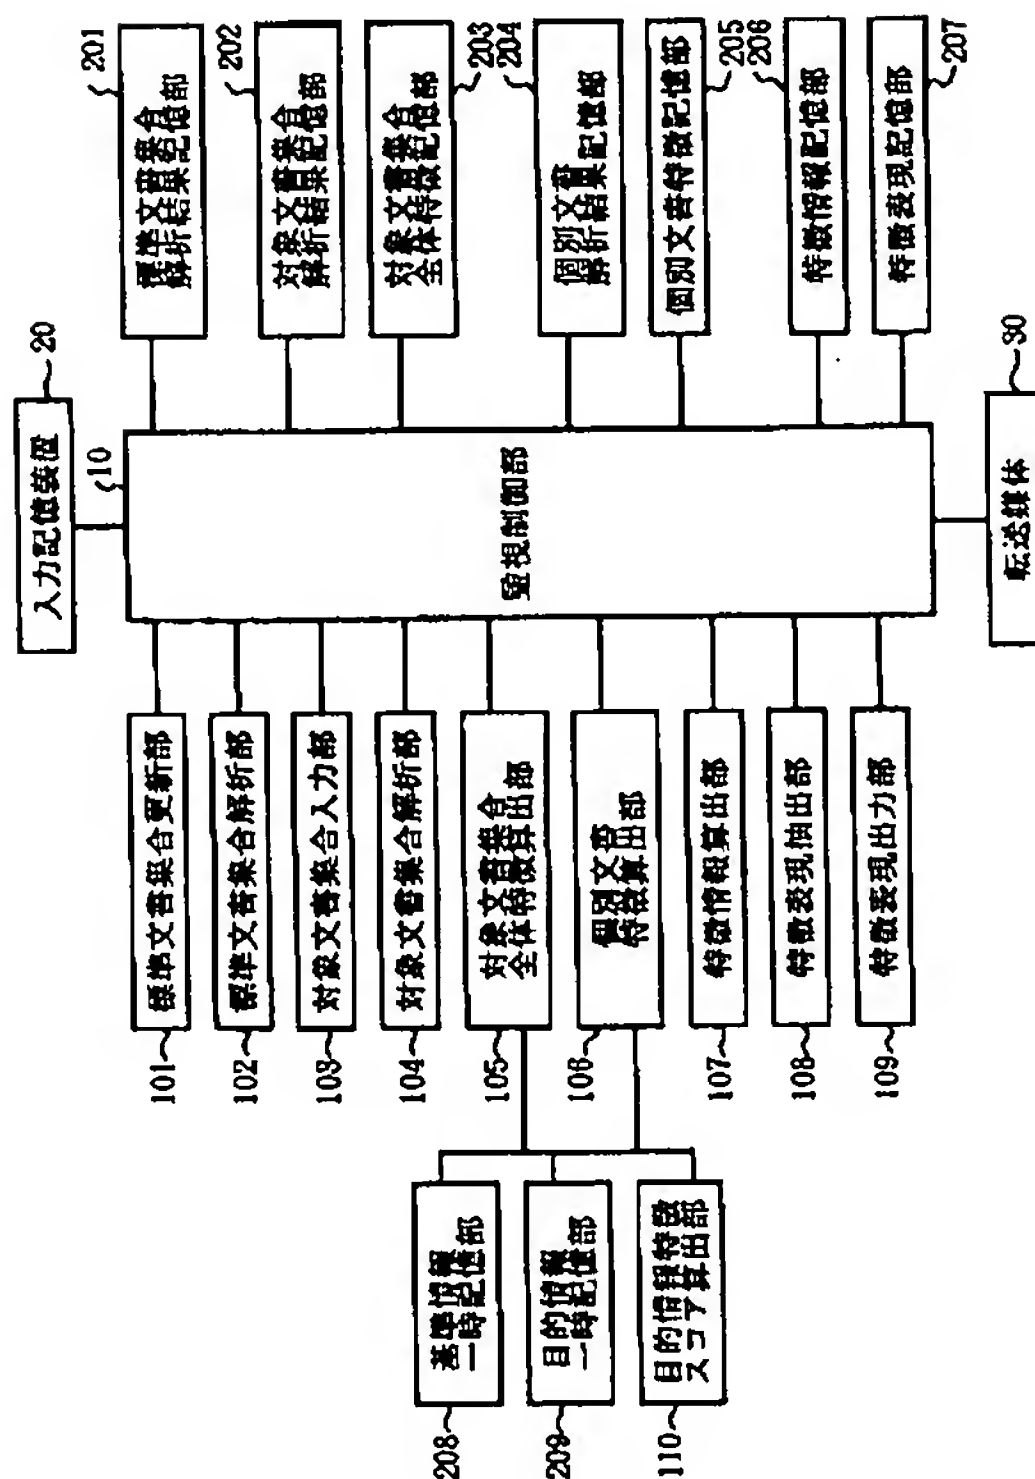 入力記憶装置
20
10
監視制御部
転送媒体
30
標準文書集合
解析結果記憶部
201
対象文書集合
解析結果記憶部
202
対象文書集合
全体特徴記憶部
203
個別文書
解析結果記憶部
204
個別文書特徴記憶部
205
特徴情報記憶部
206
特徴表現記憶部
207
標準文書集合更新部
101
標準文書集合解析部
102
対象文書集合入力部
103
対象文書集合解析部
104
対象文書集合
全体特徴算出部
105
個別文書
特徴算出部
106
特徴情報算出部
107
特徴表現抽出部
108
特徴表現出力部
109
基準情報
一時記憶部
208
目的情報
一時記憶部
209
目的情報特徴
スコア算出部
110